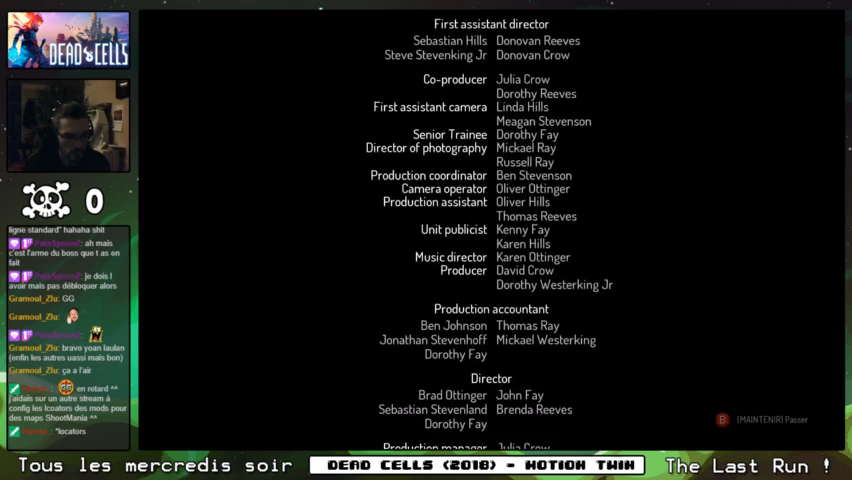 DEAD CELLS
First assistant director
Sebastian Hills Donovan Reeves
Steve Stevenking Jr Donovan Crow
Co-producer Julia Crow
Dorothy Reeves
First assistant camera Linda Hills
Meagan Stevenson
Senior Trainee Dorothy Fay
Director of photography Mickael Ray
Russell Ray
Production coordinator Ben Stevenson
Camera operator Oliver Ottinger
Production assistant Oliver Hills
Thomas Reeves
Unit publicist Kenny Fay
Karen Hills
Music director Karen Ottinger
Producer David Crow
Dorothy Westerking Jr
Production accountant
Ben Johnson Thomas Ray
Jonathan Stevenhoff Mickael Westerking
Dorothy Fay
Director
Brad Ottinger John Fay
Sebastian Stevenland Brenda Reeves
Dorothy Fay
Production manager Julia Crow
B [MAINTENIR] Passer
0
ligne standard" hahaha shit
: ah mais
c'est l'arme du boss que t as en
fait
: je dois l
avoir mais pas débloquer alors
Gramoul_Zlu: GG
Gramoul_Zlu:
Gramoul_Zlu: bravo yoan laulan
(enfin les autres uassi mais bon)
Gramoul_Zlu: ça a l'air
: GG en retard ^^
j'aidais sur un autre stream à
config les lcoators des mods pour
des maps ShootMania ^^
: *locators
Tous les mercredis soir DEAD CELLS (2018) - MOTION TWIN The Last Run !